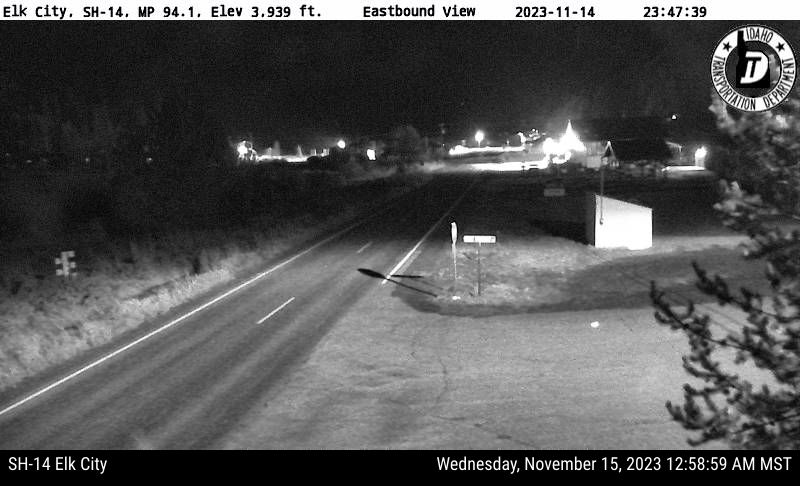 Elk City, SH-14, MP 94.1, Elev 3,939 ft. Eastbound View 2023-11-14 23:47:39
IDAHO
TRANSPORTATION DEPARTMENT
SH-14 Elk City Wednesday, November 15, 2023 12:58:59 AM MST